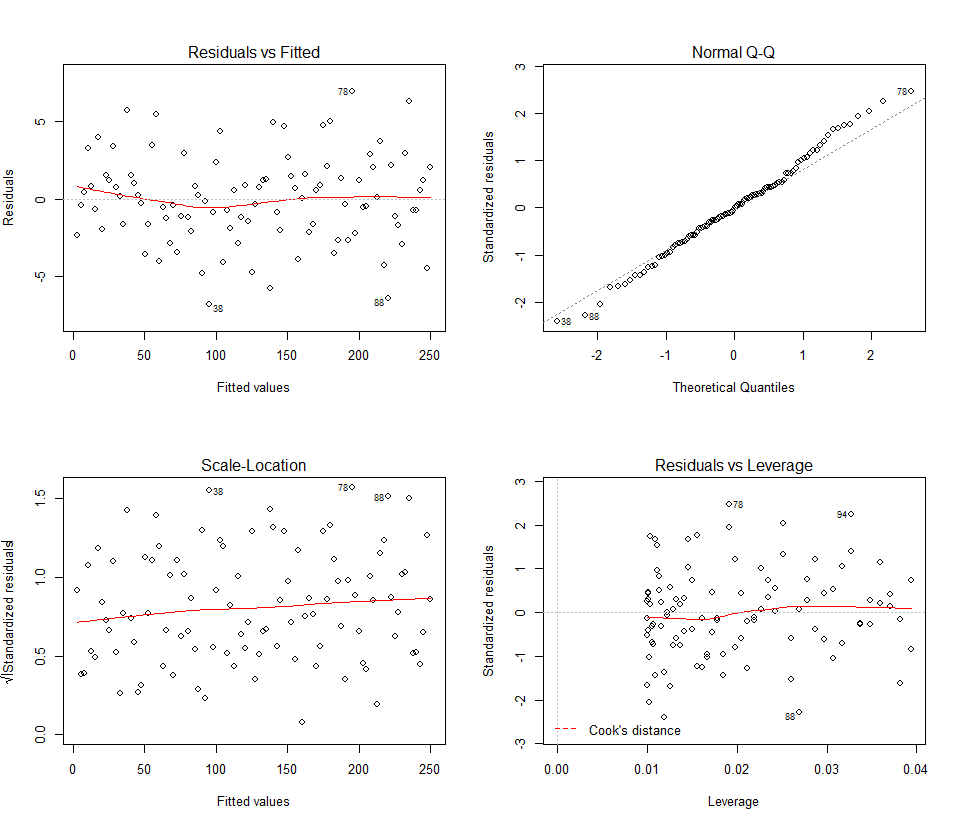 Residuals vs Fitted
Residuals
5
0
-5
78
38
88
0 50 100 150 200 250
Fitted values
Normal Q-Q
Standardized residuals
3
2
1
0
-1
-2
78
38
88
-2 -1 0 1 2
Theoretical Quantiles
Scale-Location
√|Standardized residuals|
1.5
1.0
0.5
0.0
38
78
88
0 50 100 150 200 250
Fitted values
Residuals vs Leverage
Standardized residuals
3
2
1
0
-1
-2
-3
78
94
88
Cook's distance
0.00 0.01 0.02 0.03 0.04
Leverage